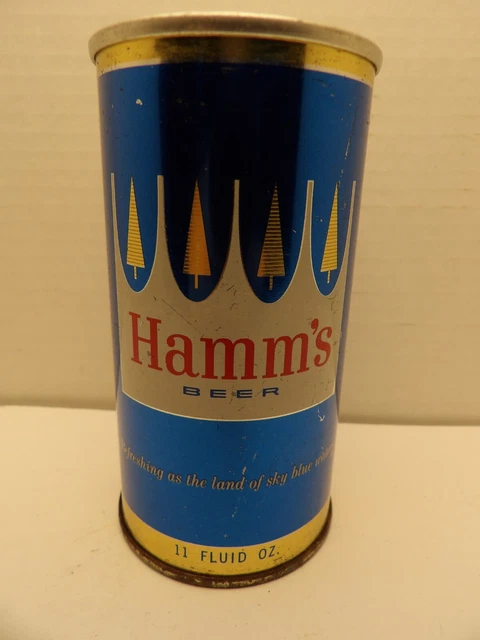 Hamm's
BEER
as the land of sky blue
11 FLUID OZ.